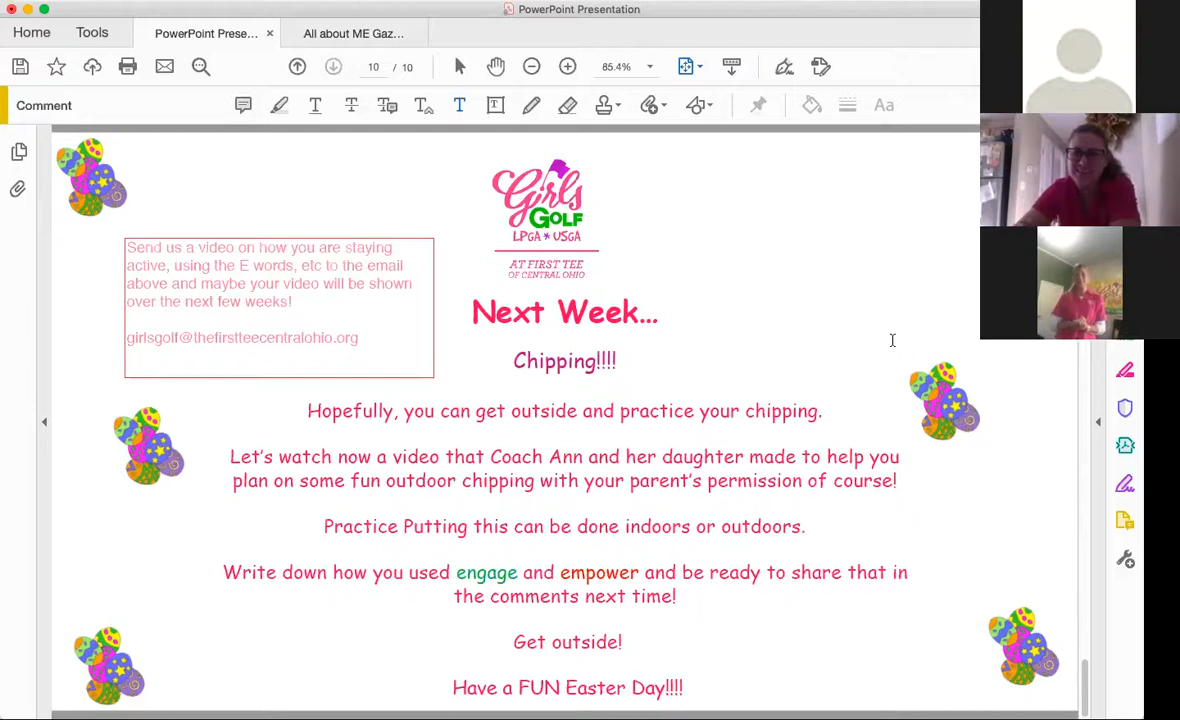 PowerPoint Presentation
Home
Tools
PowerPoint Prese... ×
All about ME Gaz...
10 / 10
85.4%
Comment
Aa
Girls
GOLF
LPGA * USGA
AT FIRST TEE
OF CENTRAL OHIO
Send us a video on how you are staying
active, using the E words, etc to the email
above and maybe your video will be shown
over the next few weeks!
girlsgolf@thefirstteecentralohio.org
Next Week...
Chipping!!!!
Hopefully, you can get outside and practice your chipping.
Let's watch now a video that Coach Ann and her daughter made to help you
plan on some fun outdoor chipping with your parent's permission of course!
Practice Putting this can be done indoors or outdoors.
Write down how you used engage and empower and be ready to share that in
the comments next time!
Get outside!
Have a FUN Easter Day!!!!